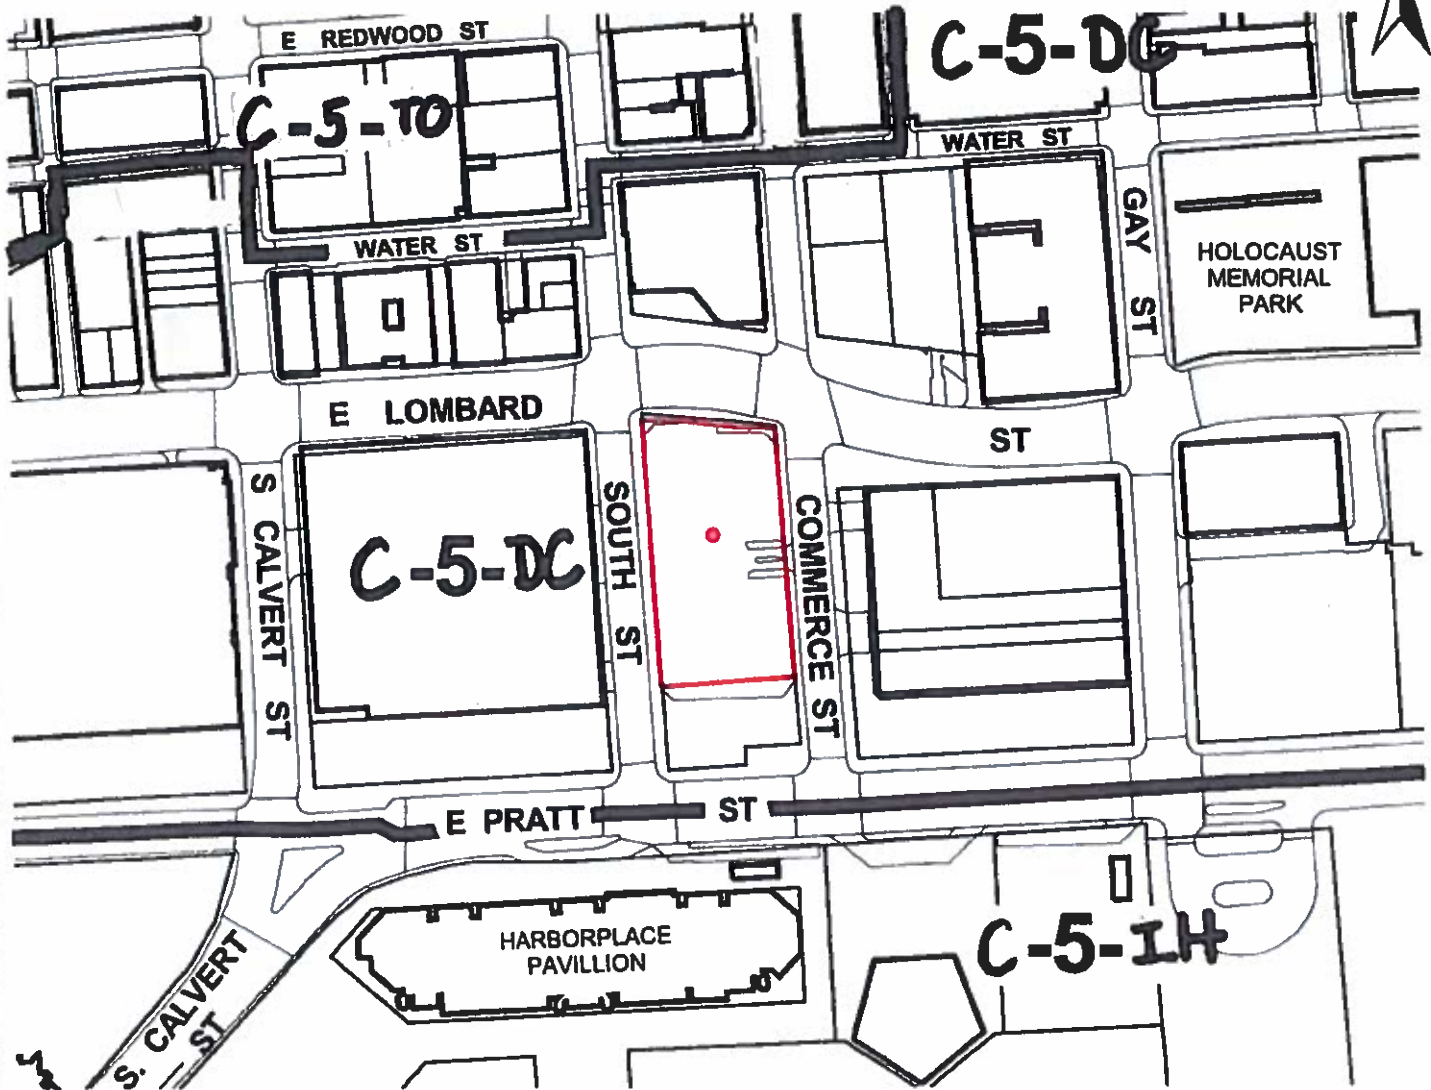 E REDWOOD ST
C-5-DC
C-5-TO
WATER ST
WATER ST
GAY ST
HOLOCAUST
MEMORIAL
PARK
E LOMBARD
ST
S CALVERT ST
C-5-DC
SOUTH ST
COMMERCE ST
E PRATT ST
HARBORPLACE
PAVILLION
C-5-IH
S. CALVERT
ST